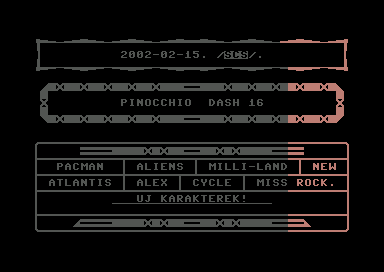 2002-02-15. /SCS/.
PINOCCHIO DASH 16
PACMAN ALIENS MILLI-LAND NEW
ATLANTIS ALEX CYCLE MISS ROCK.
UJ KARAKTEREK!